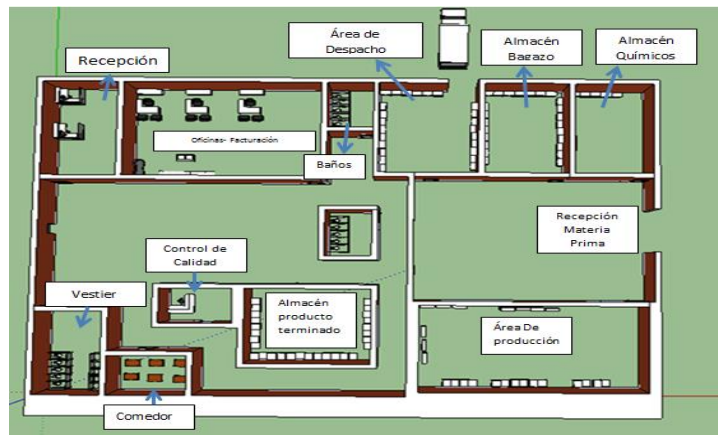 Recepción
Área de
Despacho
Almacén
Bagazo
Almacén
Químicos
Oficinas- Facturación
Baños
Recepción
Materia
Prima
Control de
Calidad
Vestier
Almacén
producto
terminado
Área De
producción
Comedor